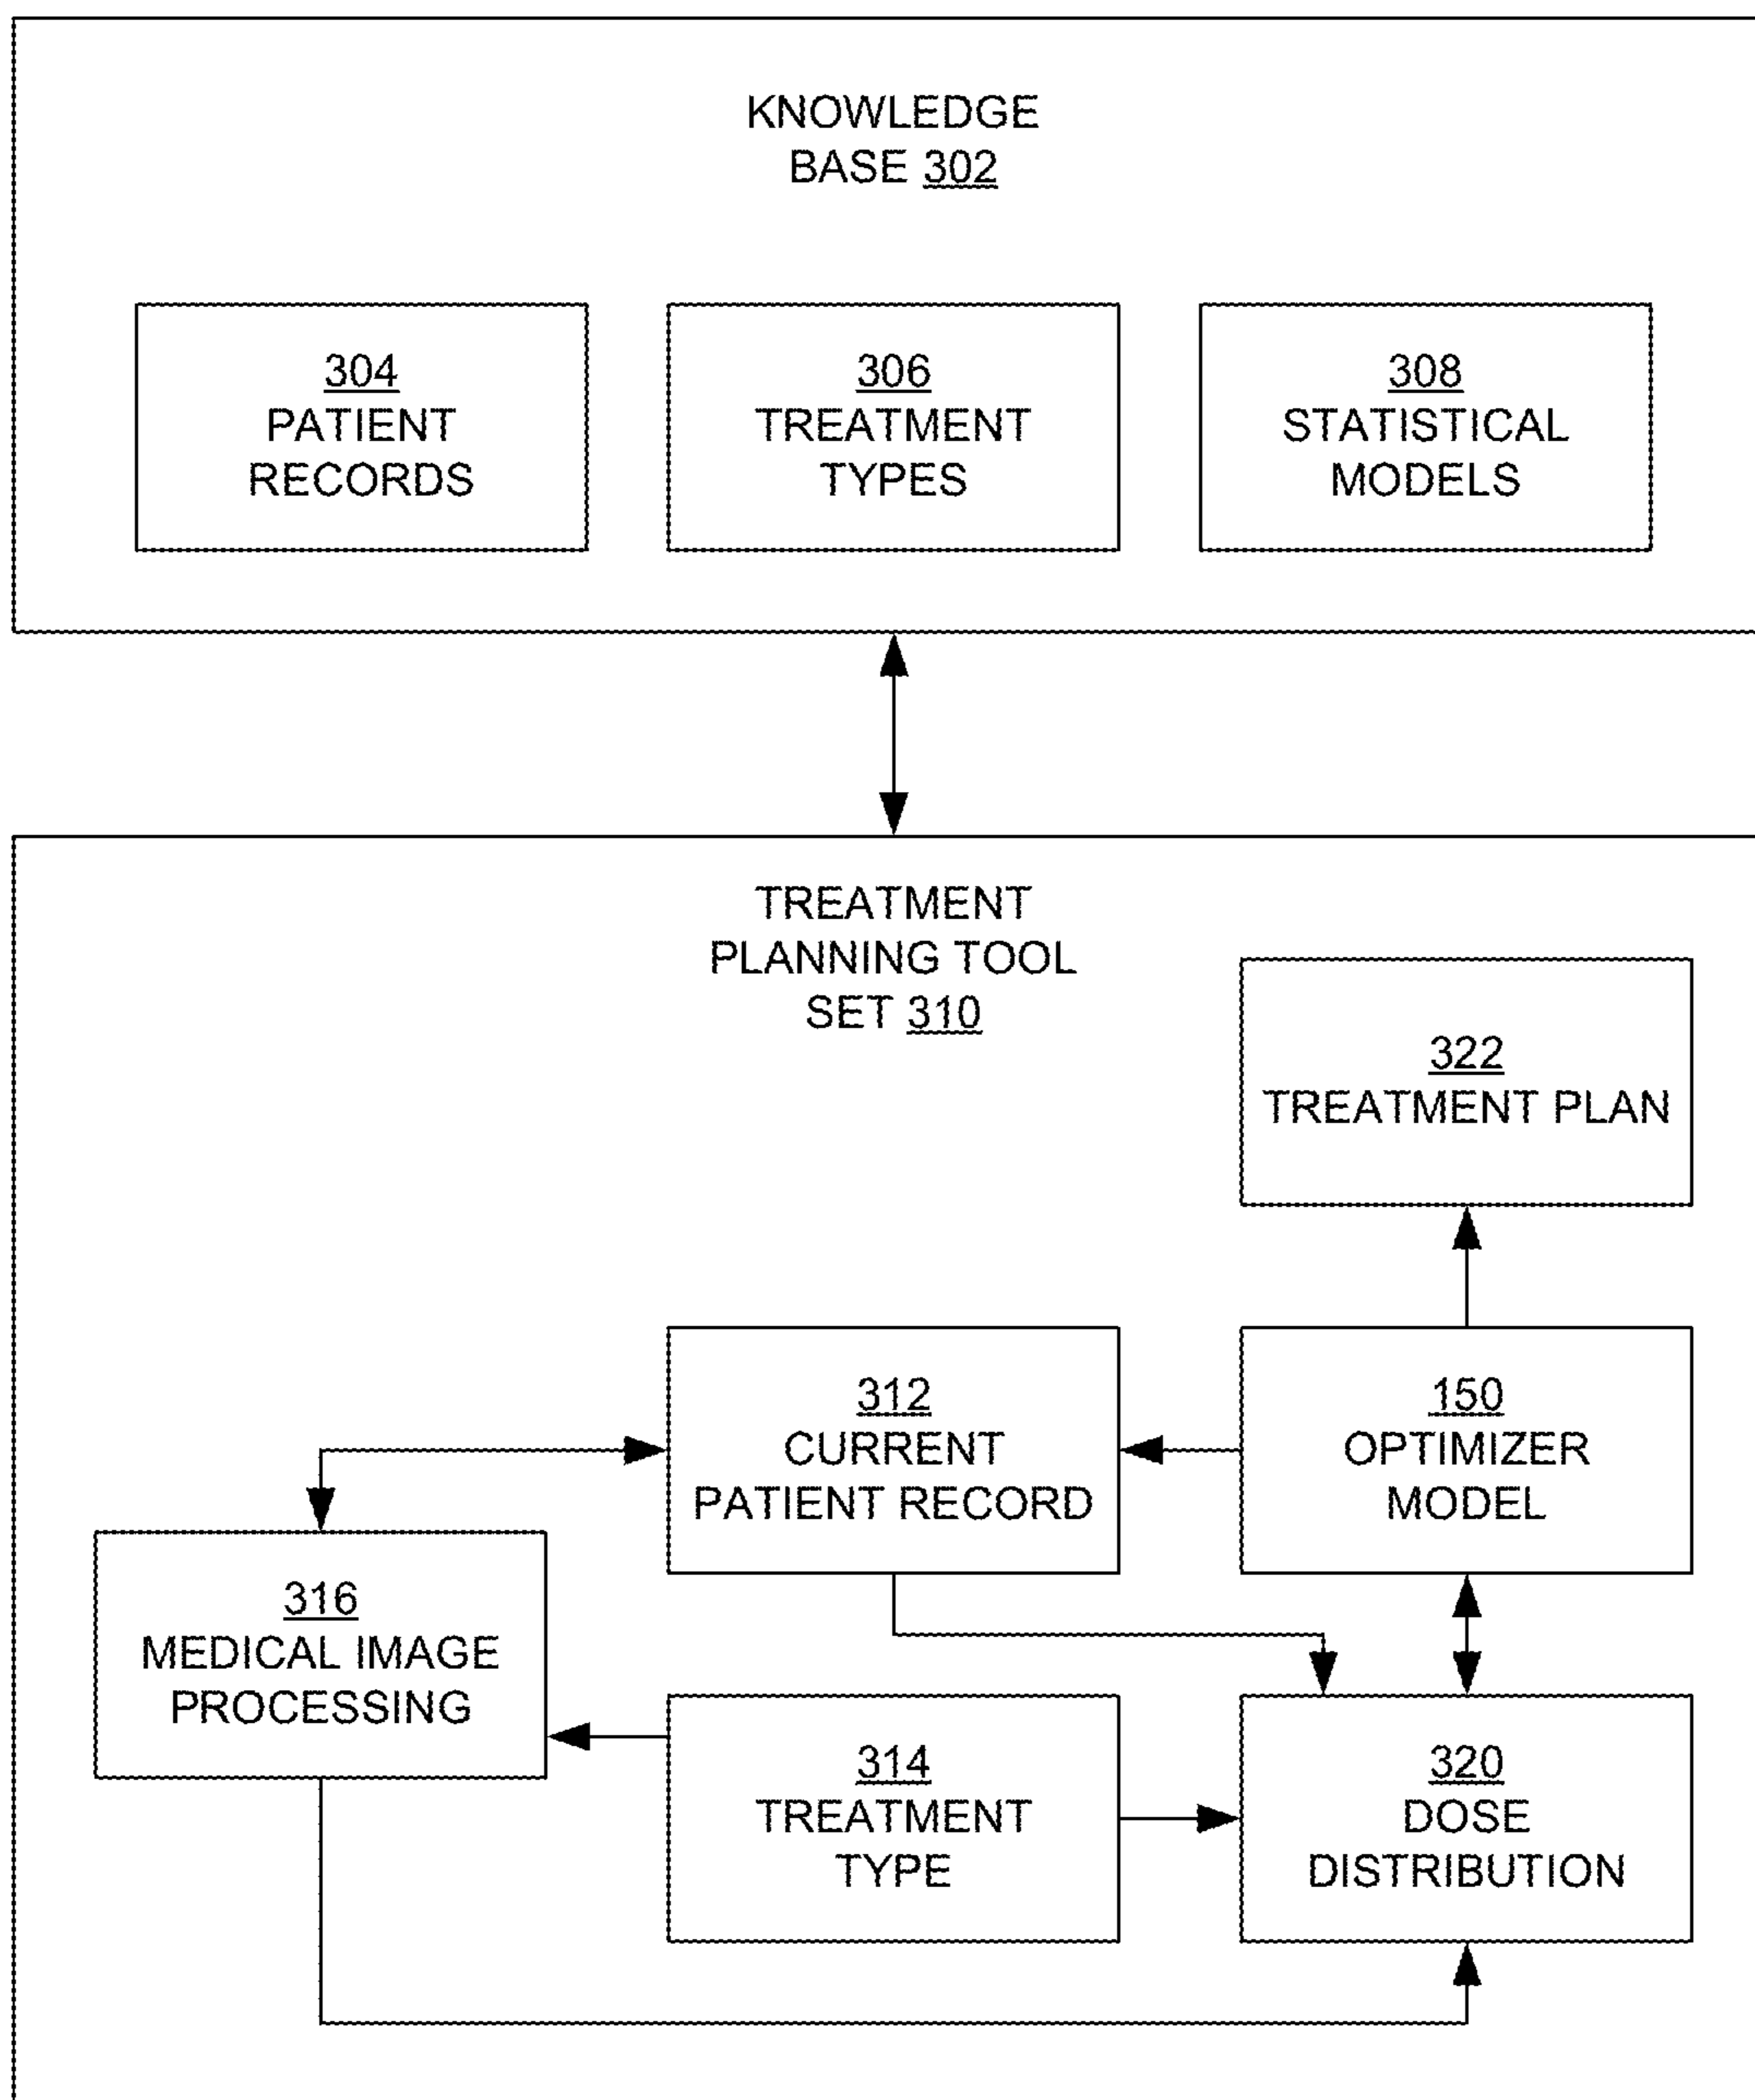 KNOWLEDGE
BASE 302
304
PATIENT
RECORDS
306
TREATMENT
TYPES
308
STATISTICAL
MODELS
TREATMENT
PLANNING TOOL
SET 310
322
TREATMENT PLAN
312
CURRENT
PATIENT RECORD
150
OPTIMIZER
MODEL
316
MEDICAL IMAGE
PROCESSING
314
TREATMENT
TYPE
320
DOSE
DISTRIBUTION